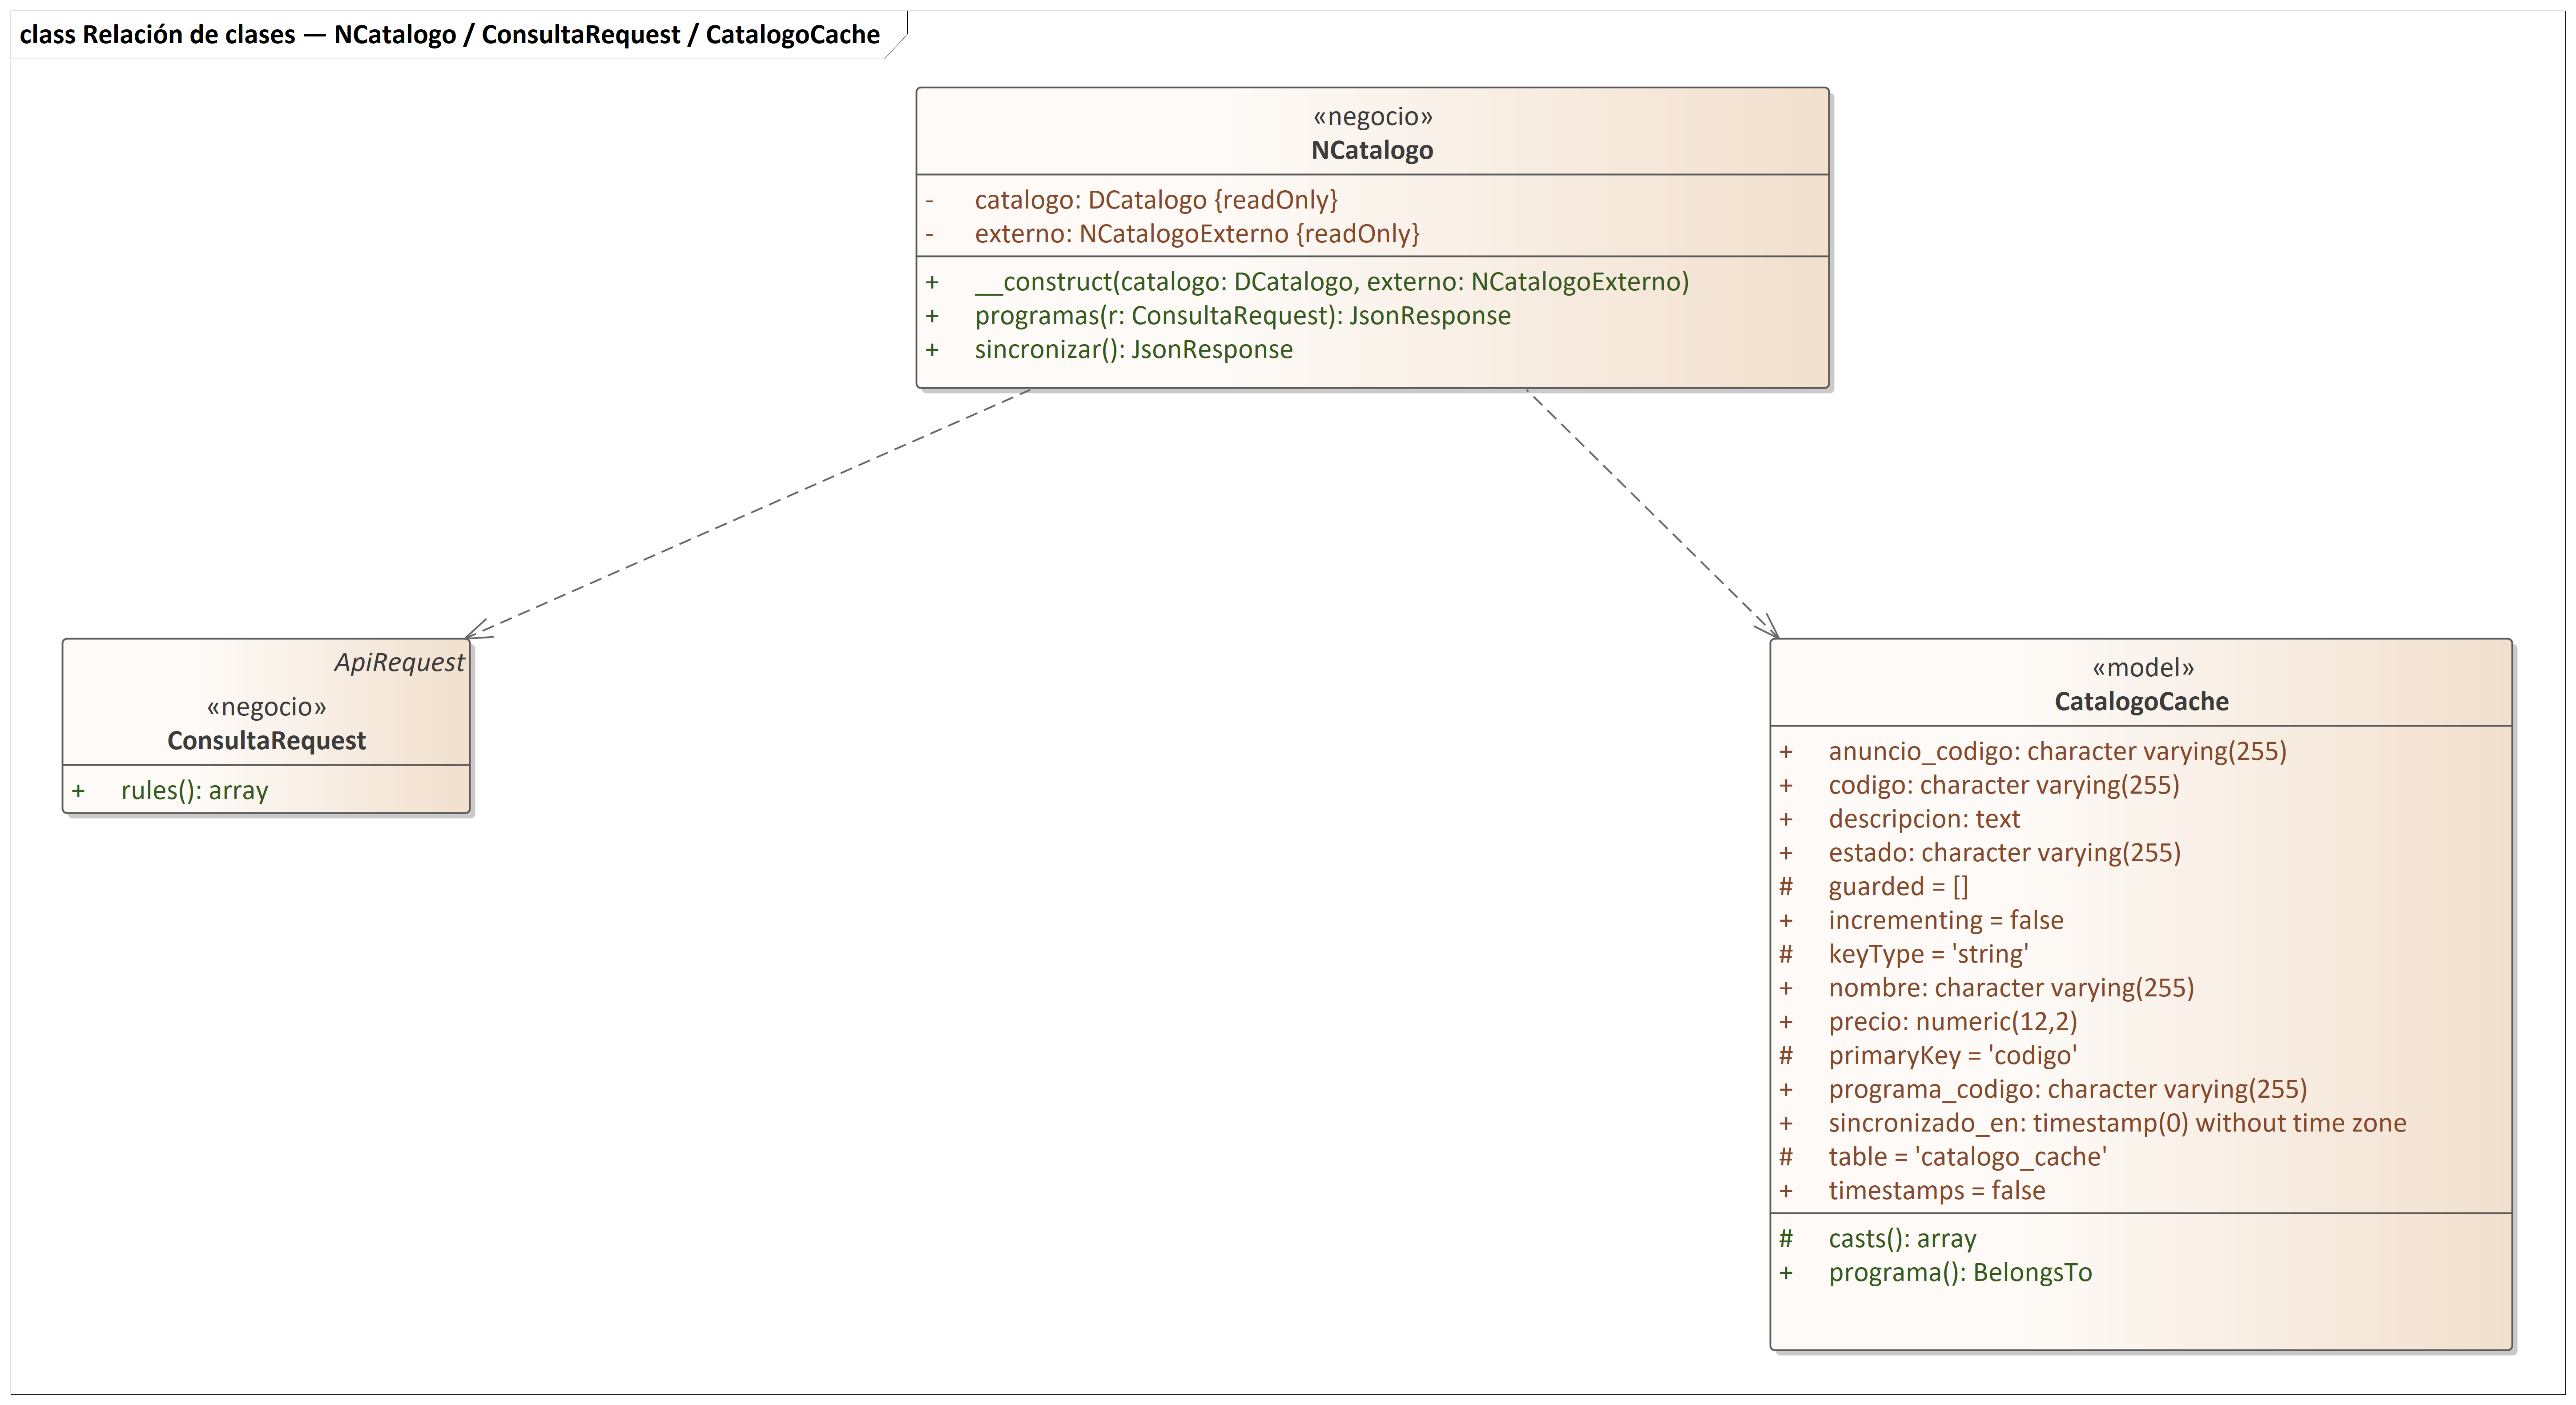 class Relación de clases — NCatalogo / ConsultaRequest / CatalogoCache
«negocio»
NCatalogo
- catalogo: DCatalogo {readOnly}
- externo: NCatalogoExterno {readOnly}
+ __construct(catalogo: DCatalogo, externo: NCatalogoExterno)
+ programas(r: ConsultaRequest): JsonResponse
+ sincronizar(): JsonResponse
ApiRequest
«negocio»
ConsultaRequest
+ rules(): array
«model»
CatalogoCache
+ anuncio_codigo: character varying(255)
+ codigo: character varying(255)
+ descripcion: text
+ estado: character varying(255)
# guarded = []
+ incrementing = false
# keyType = 'string'
+ nombre: character varying(255)
+ precio: numeric(12,2)
# primaryKey = 'codigo'
+ programa_codigo: character varying(255)
+ sincronizado_en: timestamp(0) without time zone
# table = 'catalogo_cache'
+ timestamps = false
# casts(): array
+ programa(): BelongsTo